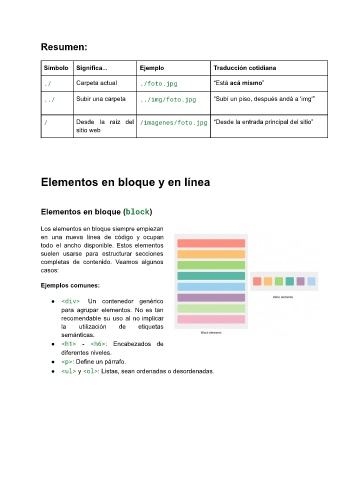 Resumen:
Símbolo Significa... Ejemplo Traducción cotidiana
./ Carpeta actual ./foto.jpg “Está acá mismo”
../ Subir una carpeta ../img/foto.jpg “Subí un piso, después andá a ‘img’”
/ Desde la raíz del /imagenes/foto.jpg “Desde la entrada principal del sitio”
sitio web
Elementos en bloque y en línea
Elementos en bloque (block)
Los elementos en bloque siempre empiezan
en una nueva línea de código y ocupan
todo el ancho disponible. Estos elementos
suelen usarse para estructurar secciones
completas de contenido. Veamos algunos
casos:
Ejemplos comunes:
● <div> Un contenedor genérico
para agrupar elementos. No es tan
recomendable su uso al no implicar
la utilización de etiquetas
semánticas.
● <h1> - <h6>: Encabezados de
diferentes niveles.
● <p>: Define un párrafo.
● <ul> y <ol>: Listas, sean ordenadas o desordenadas.
Block elements
Inline elements